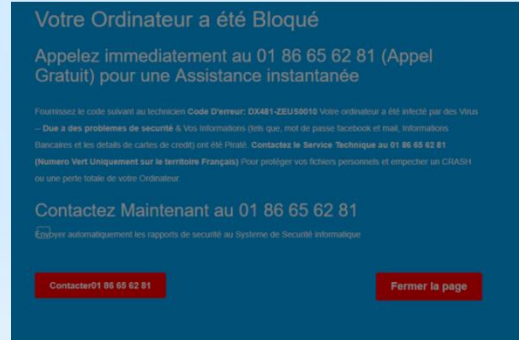 Votre Ordinateur a été Bloqué
Appelez immediatement au 01 86 65 62 81 (Appel
Gratuit) pour une Assistance instantanée
Fournissez le code suivant au technicien Code D'erreur: DX481-ZEUS0010 Votre ordinateur a été infecté par des Virus
– Due a des problemes de securité & Vos Informations (tels que, mot de passe facebook et mail, Informations
Bancaires et les details de cartes de credit) ont été Piraté. Contactez le Service Technique au 01 86 65 62 81
(Numero Vert Uniquement sur le territoire Français) Pour protéger vos fichiers personnels et empecher un CRASH
ou une perte totale de votre Ordinateur.
Contactez Maintenant au 01 86 65 62 81
Envoyer automatiquement les rapports de securité au Systeme de Securité informatique
Contacter01 86 65 62 81
Fermer la page